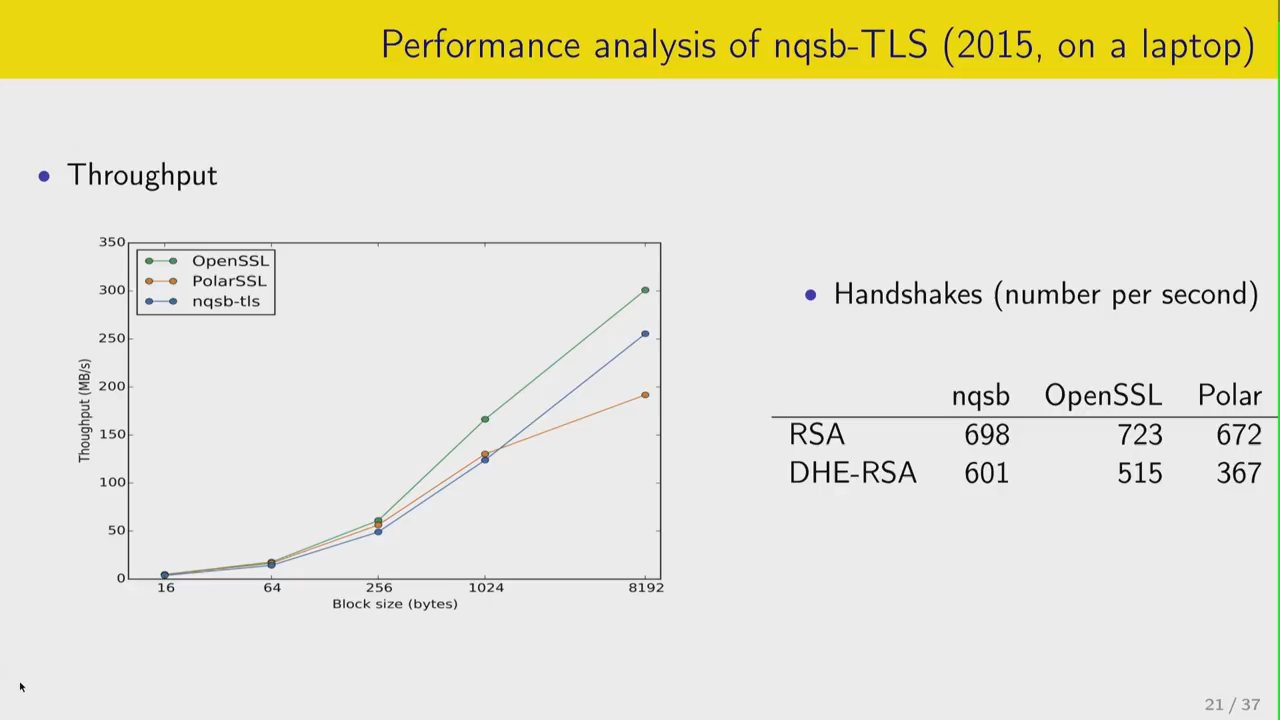 Performance analysis of nqsb-TLS (2015, on a laptop)
• Throughput
350
300
250
200
150
100
50
0
Thoughput (MB/s)
OpenSSL
PolarSSL
nqsb-tls
16 64 256 1024 8192
Block size (bytes)
• Handshakes (number per second)
nqsb OpenSSL Polar
RSA 698 723 672
DHE-RSA 601 515 367
21 / 37